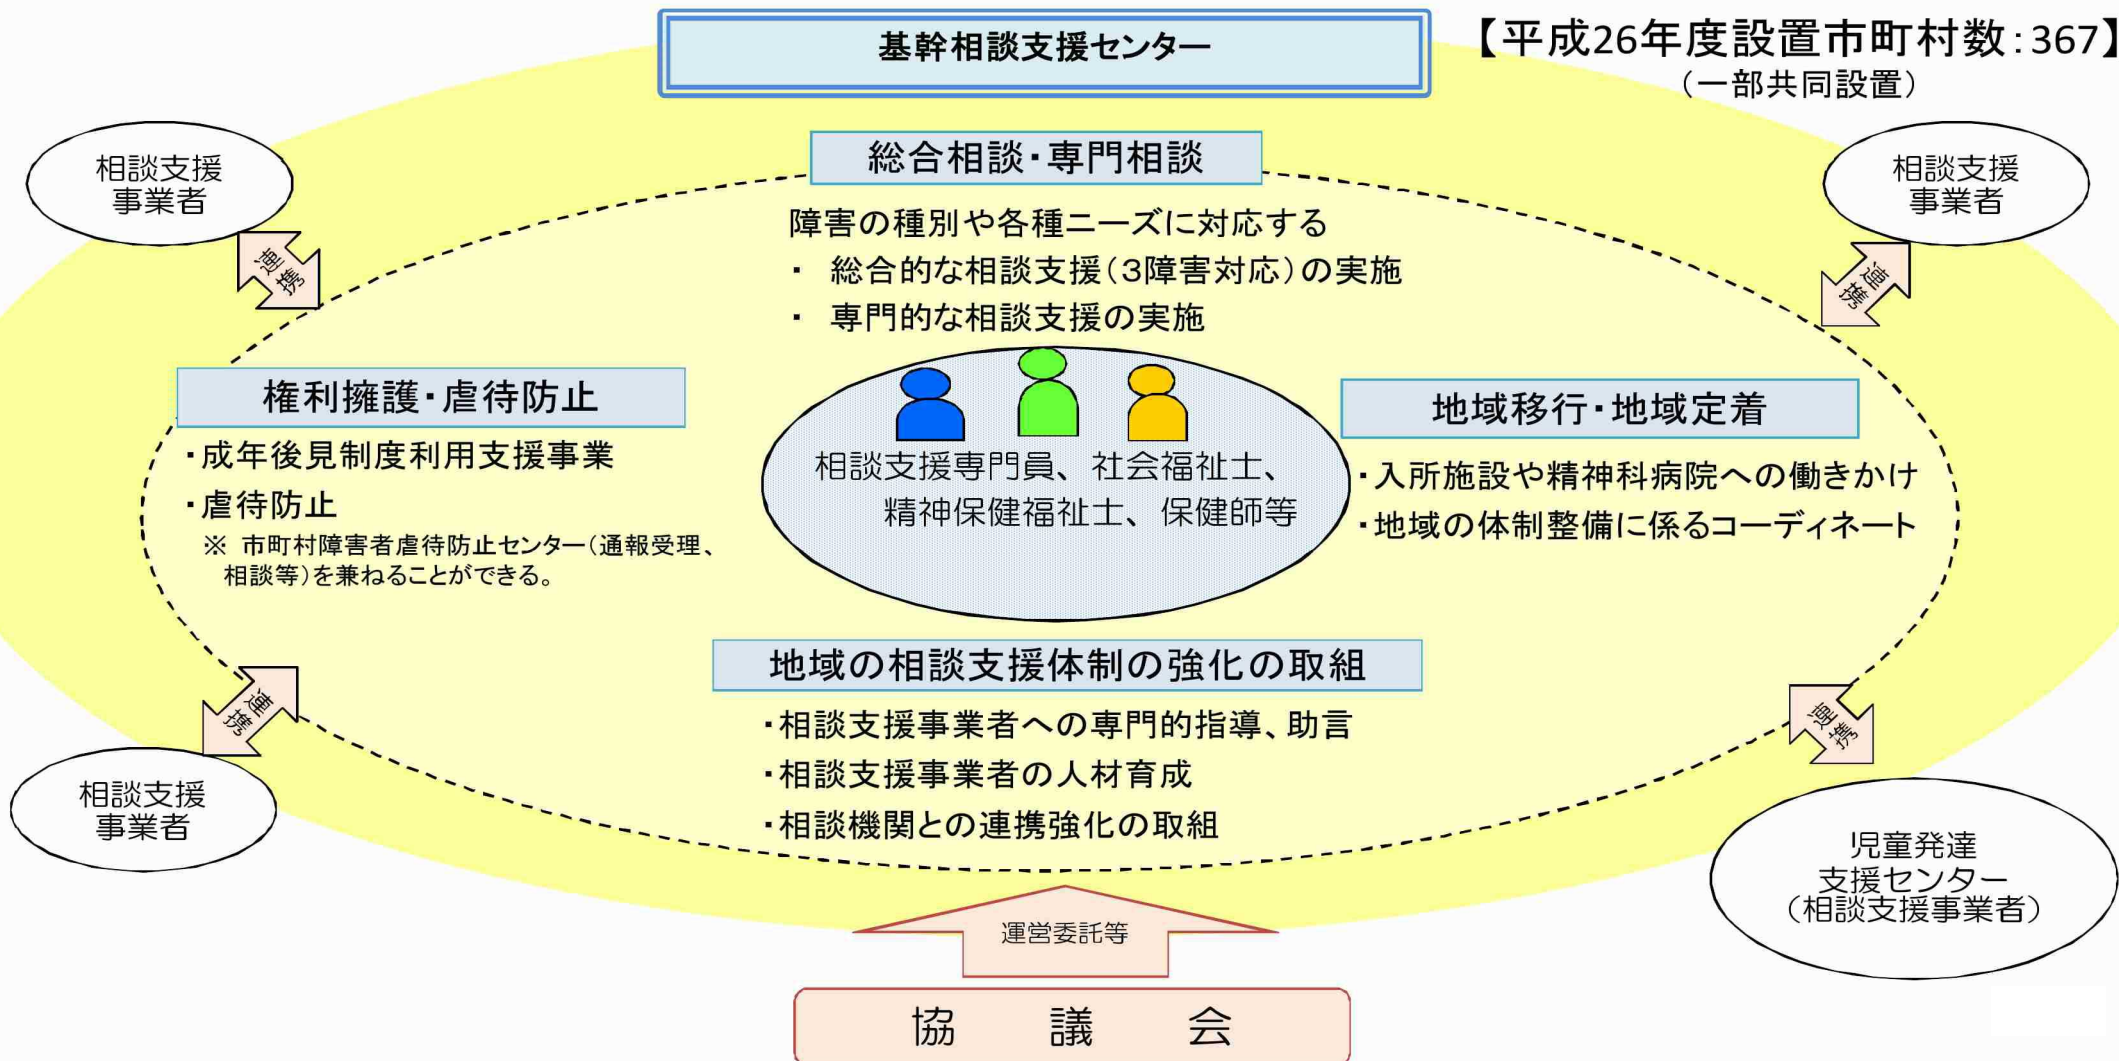 基幹相談支援センター
【平成26年度設置市町村数：367】
（一部共同設置）
相談支援
事業者
連携
相談支援
事業者
連携
総合相談・専門相談
障害の種別や各種ニーズに対応する
・ 総合的な相談支援（３障害対応）の実施
・ 専門的な相談支援の実施
権利擁護・虐待防止
・成年後見制度利用支援事業
・虐待防止
※ 市町村障害者虐待防止センター（通報受理、
相談等）を兼ねることができる。
相談支援専門員、社会福祉士、
精神保健福祉士、保健師等
地域移行・地域定着
・入所施設や精神科病院への働きかけ
・地域の体制整備に係るコーディネート
地域の相談支援体制の強化の取組
・相談支援事業者への専門的指導、助言
・相談支援事業者の人材育成
・相談機関との連携強化の取組
連携
相談支援
事業者
連携
児童発達
支援センター
（相談支援事業者）
運営委託等
協 議 会